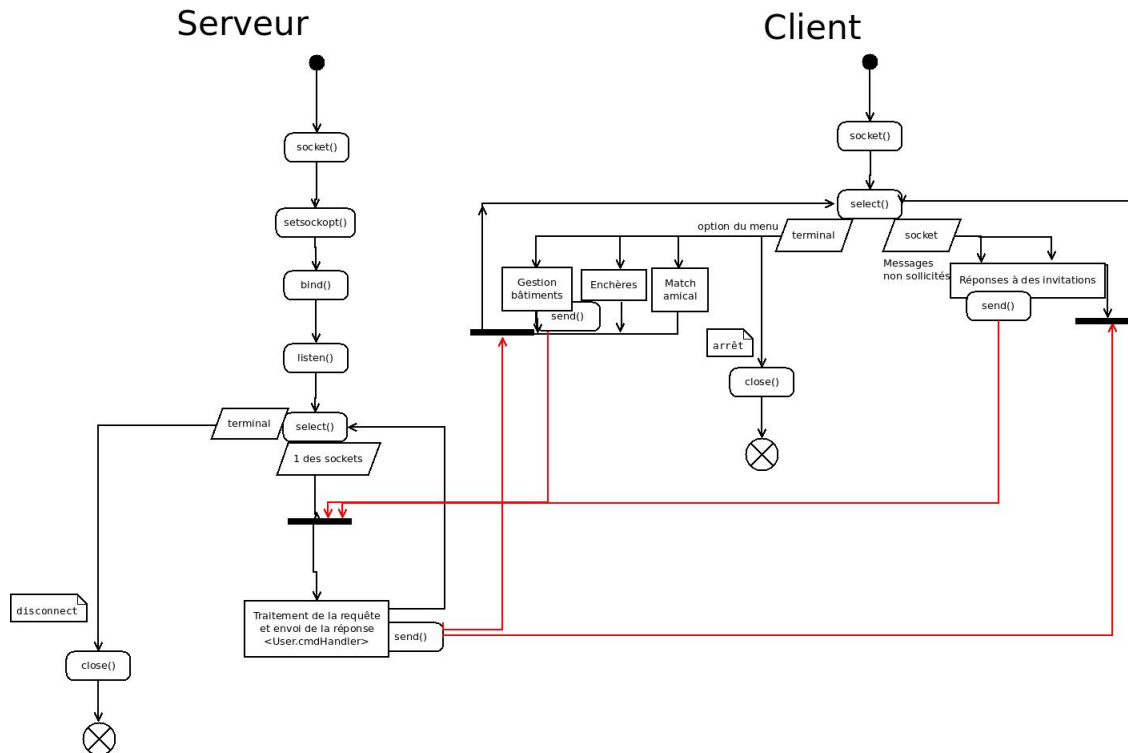 Serveur
Client
socket()
setsockopt()
bind()
listen()
terminal
select()
1 des sockets
disconnect
close()
Traitement de la requête
et envoi de la réponse
<User.cmdHandler>
send()
socket()
select()
option du menu
terminal
socket
Messages
non sollicités
Gestion
bâtiments
Enchères
Match
amical
send()
arrêt
close()
Réponses à des invitations
send()